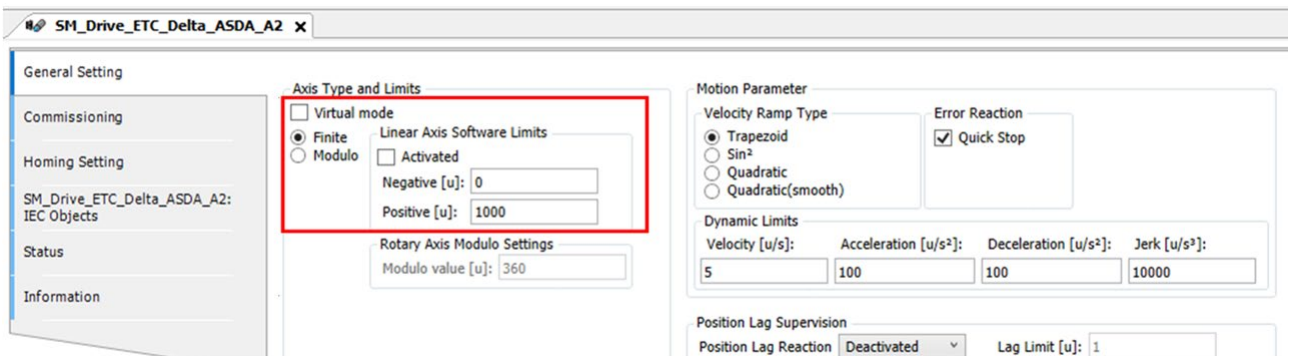 SM_Drive_ETC_Delta_ASDA_A2 X
General Setting
Commissioning
Homing Setting
SM_Drive_ETC_Delta_ASDA_A2:
IEC Objects
Status
Information
Axis Type and Limits
Virtual mode
Finite
Modulo
Linear Axis Software Limits
Activated
Negative [u]: 0
Positive [u]: 1000
Rotary Axis Modulo Settings
Modulo value [u]: 360
Motion Parameter
Velocity Ramp Type
Trapezoid
Sin²
Quadratic
Quadratic(smooth)
Error Reaction
Quick Stop
Dynamic Limits
Velocity [u/s]: Acceleration [u/s²]: Deceleration [u/s²]: Jerk [u/s³]:
5 100 100 10000
Position Lag Supervision
Position Lag Reaction Deactivated Lag Limit [u]: 1